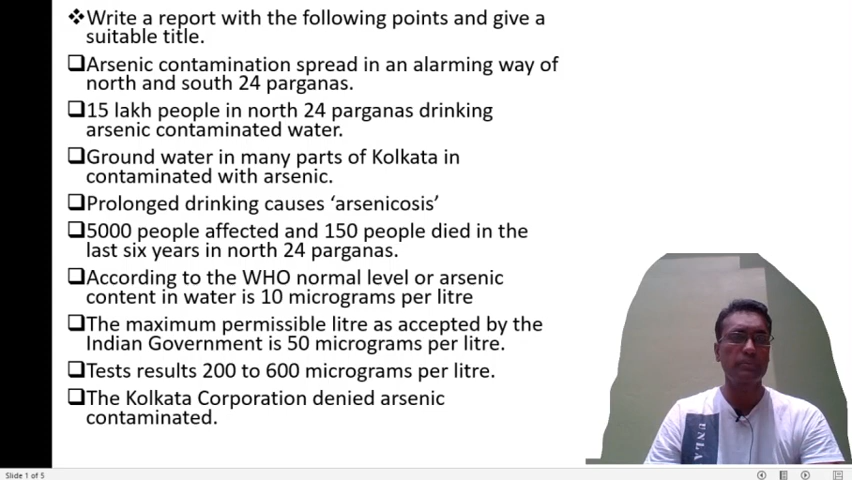 ❖Write a report with the following points and give a
suitable title.
❑Arsenic contamination spread in an alarming way of
north and south 24 parganas.
❑15 lakh people in north 24 parganas drinking
arsenic contaminated water.
❑Ground water in many parts of Kolkata in
contaminated with arsenic.
❑Prolonged drinking causes ‘arsenicosis’
❑5000 people affected and 150 people died in the
last six years in north 24 parganas.
❑According to the WHO normal level or arsenic
content in water is 10 micrograms per litre
❑The maximum permissible litre as accepted by the
Indian Government is 50 micrograms per litre.
❑Tests results 200 to 600 micrograms per litre.
❑The Kolkata Corporation denied arsenic
contaminated.
UNLA
Slide 1 of 5